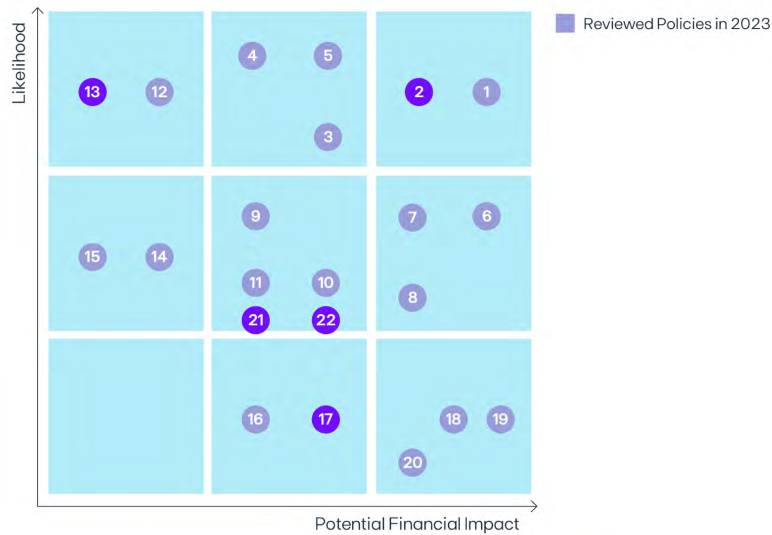 Reviewed Policies in 2023
Likelihood
4 5
13 12 2 1
3
9 7 6
15 14
11 10
8
21 22
16 17 18 19
20
Potential Financial Impact